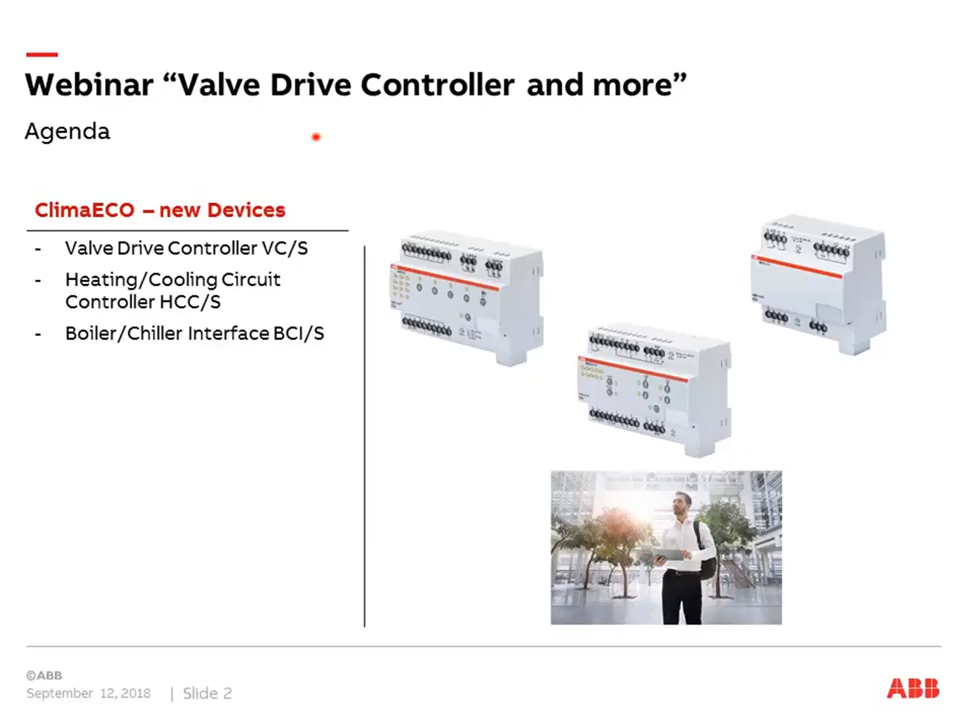 Webinar “Valve Drive Controller and more”
Agenda
ClimaECO – new Devices
- Valve Drive Controller VC/S
- Heating/Cooling Circuit
Controller HCC/S
- Boiler/Chiller Interface BCI/S
©ABB
September 12, 2018 | Slide 2
ABB